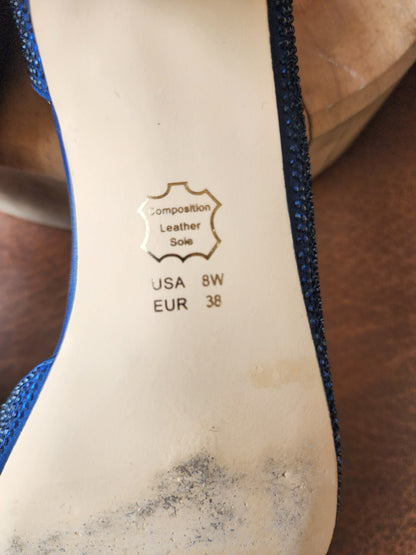 Composition
Leather
Sole
USA 8W
EUR 38